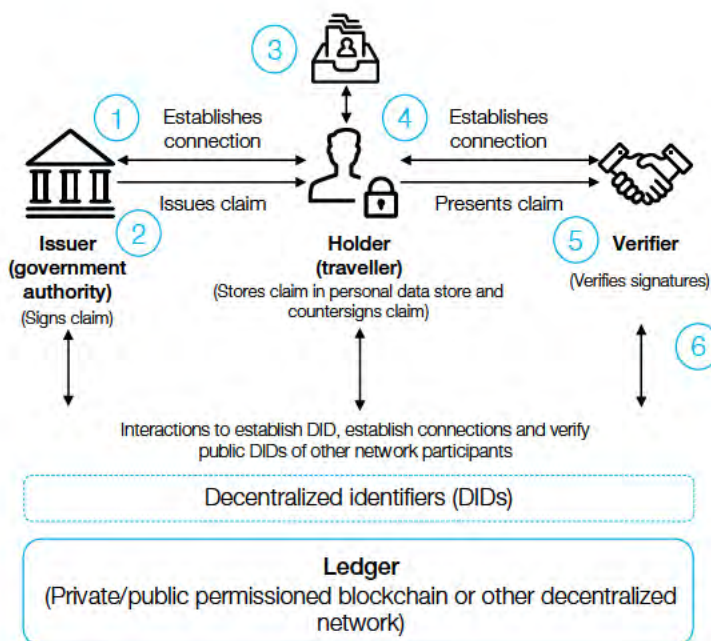 3
1
Establishes
connection
4
Establishes
connection
Issues claim
Presents claim
2
Issuer
(government
authority)
(Signs claim)
Holder
(traveller)
(Stores claim in personal data store and
countersigns claim)
5
Verifier
(Verifies signatures)
6
Interactions to establish DID, establish connections and verify
public DIDs of other network participants
Decentralized identifiers (DIDs)
Ledger
(Private/public permissioned blockchain or other decentralized
network)